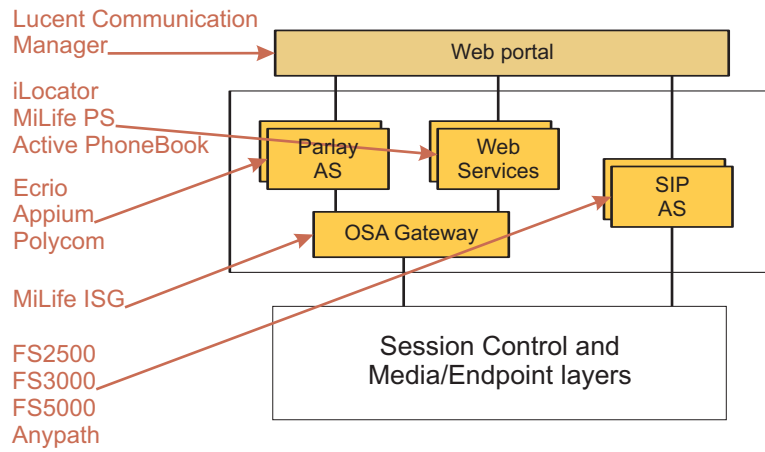 Lucent Communication
Manager
Web portal
iLocator
MiLife PS
Active PhoneBook
Parlay
AS
Web
Services
SIP
AS
Ecrio
Appium
Polycom
OSA Gateway
MiLife ISG
Session Control and
Media/Endpoint layers
FS2500
FS3000
FS5000
Anypath